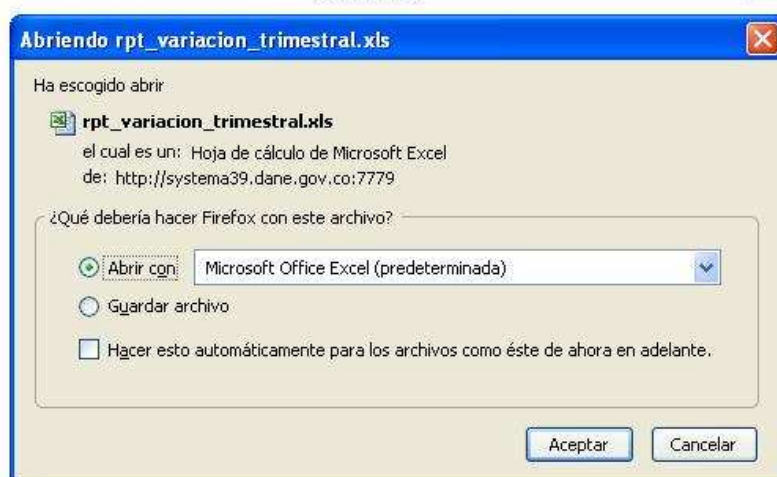 Abriendo rpt_variacion_trimestral.xls
Ha escogido abrir
rpt_variacion_trimestral.xls
el cual es un: Hoja de cálculo de Microsoft Excel
de: http://systema39.dane.gov.co:7779
¿Qué debería hacer Firefox con este archivo?
Abrir con Microsoft Office Excel (predeterminada)
Guardar archivo
Hacer esto automáticamente para los archivos como éste de ahora en adelante.
Aceptar Cancelar